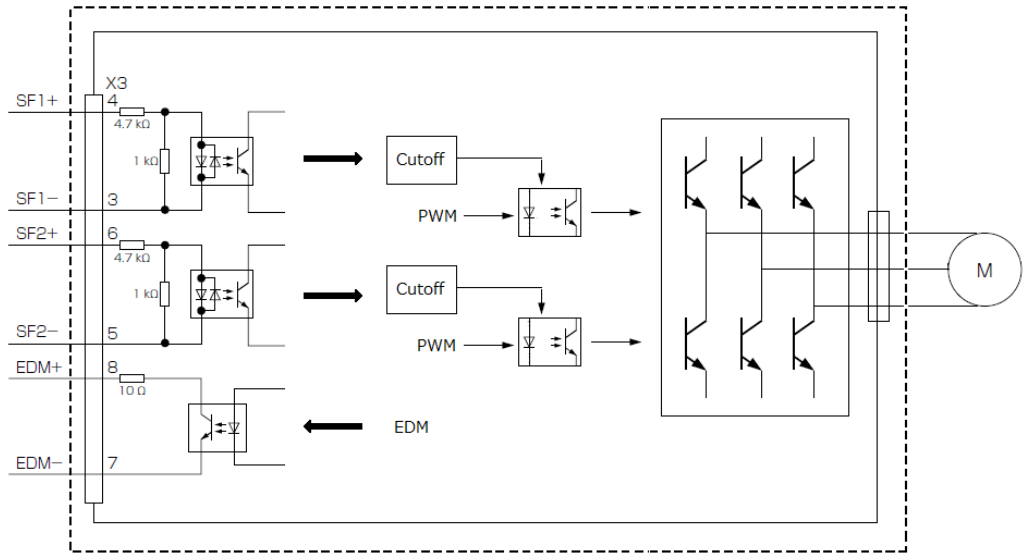 X3
SF1+
4
4.7 kΩ
1 kΩ
Cutoff
SF1−
3
PWM
SF2+
6
4.7 kΩ
1 kΩ
Cutoff
M
SF2−
5
PWM
EDM+
8
10 Ω
EDM
EDM−
7